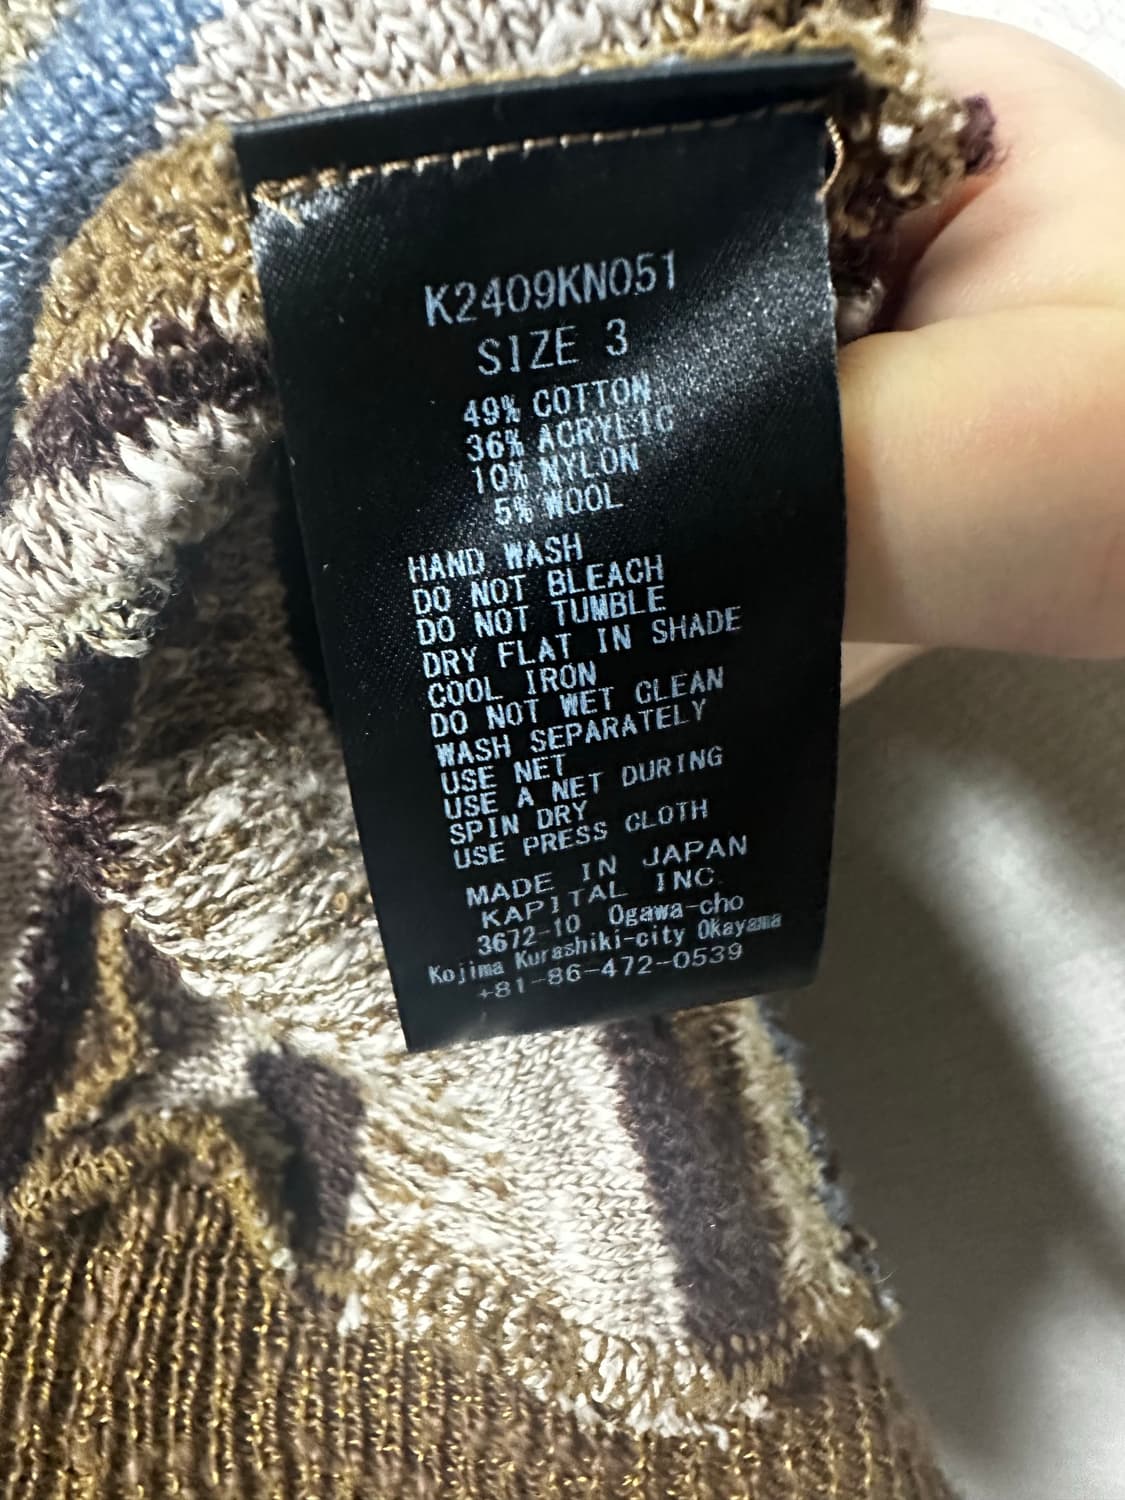 K2409KN051
SIZE 3
49% COTTON
36% ACRYLIC
10% NYLON
5% WOOL
HAND WASH
DO NOT BLEACH
DO NOT TUMBLE
DRY FLAT IN SHADE
COOL IRON
DO NOT WET CLEAN
WASH SEPARATELY
USE NET
USE A NET DURING
SPIN DRY
USE PRESS CLOTH
MADE IN JAPAN
KAPITAL INC
3672-10 Ogawa-cho
Kojima Kurashiki-city Okayama
+81-86-472-0539